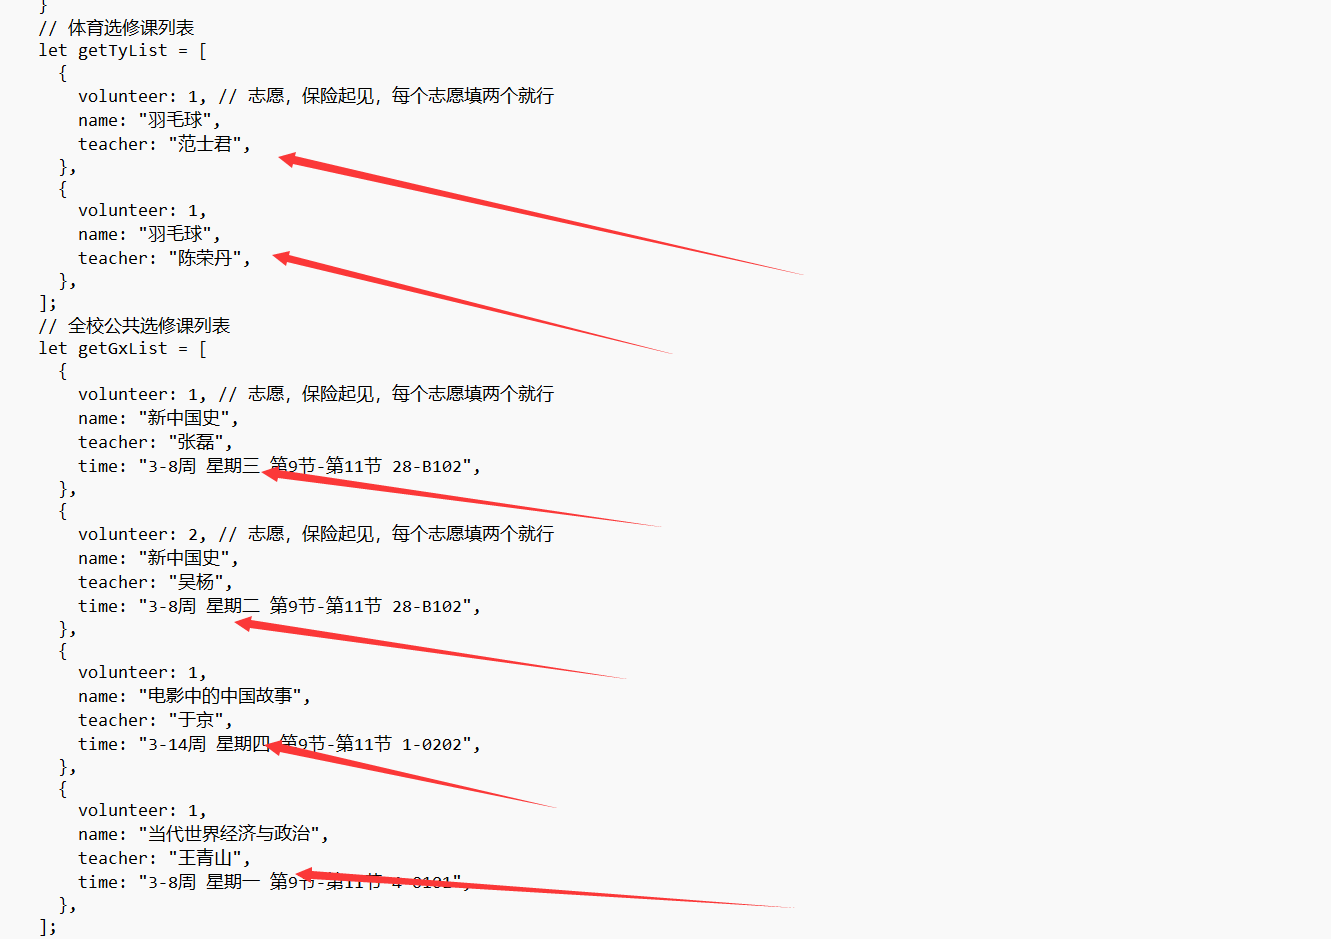 }
// 体育选修课列表
let getTyList = [
{
volunteer: 1, // 志愿，保险起见，每个志愿填两个就行
name: "羽毛球",
teacher: "范士君",
},
{
volunteer: 1,
name: "羽毛球",
teacher: "陈荣丹",
},
];
// 全校公共选修课列表
let getGxList = [
{
volunteer: 1, // 志愿，保险起见，每个志愿填两个就行
name: "新中国史",
teacher: "张磊",
time: "3-8周 星期三 第9节-第11节 28-B102",
},
{
volunteer: 2, // 志愿，保险起见，每个志愿填两个就行
name: "新中国史",
teacher: "吴杨",
time: "3-8周 星期二 第9节-第11节 28-B102",
},
{
volunteer: 1,
name: "电影中的中国故事",
teacher: "于京",
time: "3-14周 星期四 第9节-第11节 1-0202",
},
{
volunteer: 1,
name: "当代世界经济与政治",
teacher: "王青山",
time: "3-8周 星期一 第9节-第11节 4-0101",
},
];